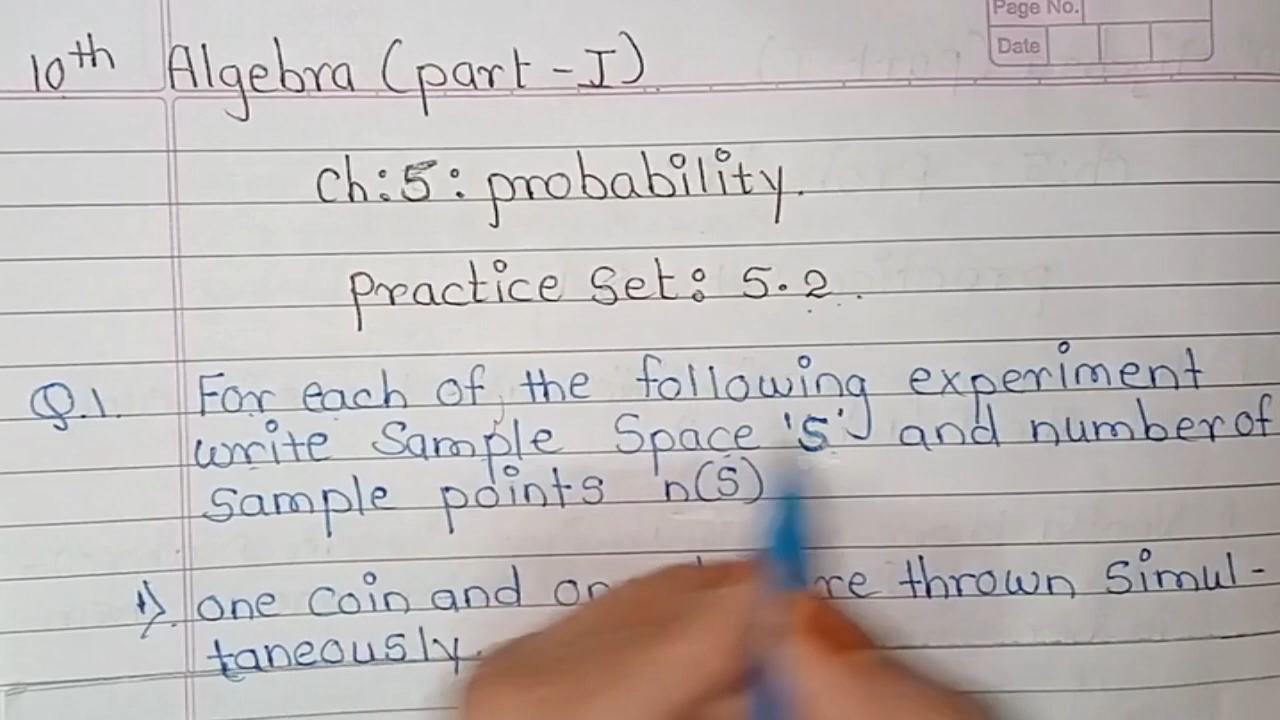 Page No.
Date
10th Algebra (part - I)
Ch: 5: probability.
practice set: 5.2.
Q.1. For each of the following experiment
write Sample Space 'S' and number of
Sample points n(S)
1). one coin and re thrown Simul-
taneously.